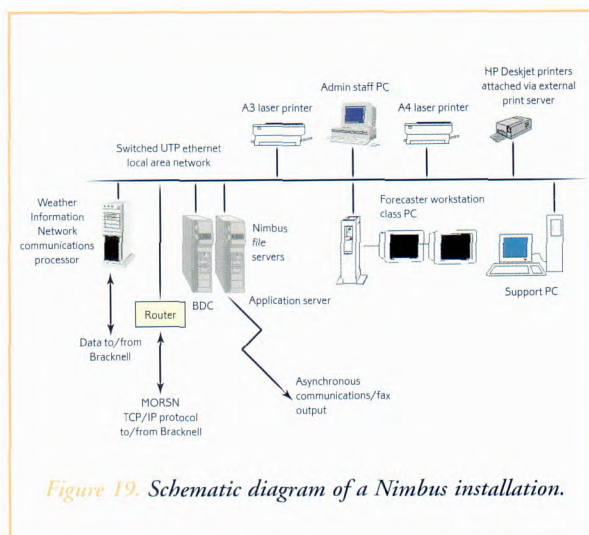 HP Deskjet printers
attached via external
print server
Admin staff PC
A3 laser printer
A4 laser printer
Switched UTP ethernet
local area network
Weather
Information
Network
communications
processor
Nimbus
file
servers
Forecaster workstation
class PC
BDC
Application server
Support PC
Router
Data to/from
Bracknell
MORSN
TCP/IP protocol
to/from Bracknell
Asynchronous
communications/fax
output
Figure 19. Schematic diagram of a Nimbus installation.